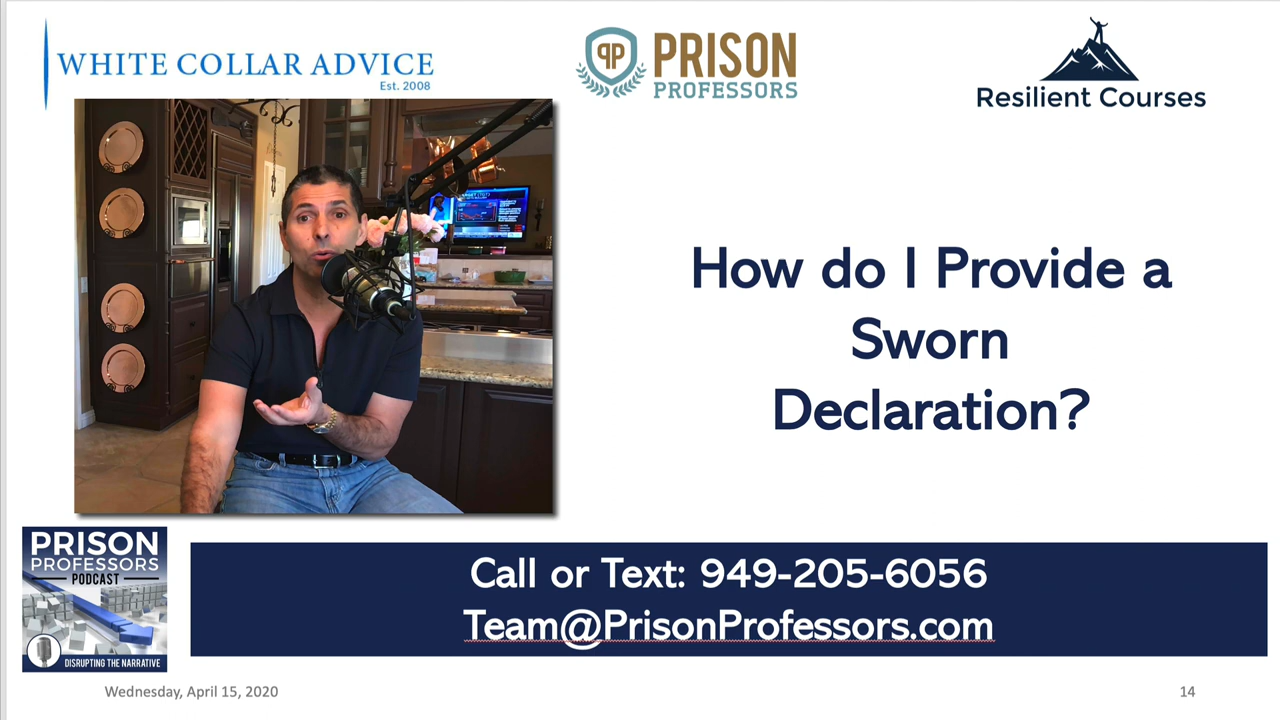 WHITE COLLAR ADVICE
Est. 2008
PP
PRISON
PROFESSORS
Resilient Courses
How do I Provide a
Sworn
Declaration?
PRISON
PROFESSORS
PODCAST
DISRUPTING THE NARRATIVE
Call or Text: 949-205-6056
Team@PrisonProfessors.com
Wednesday, April 15, 2020
14